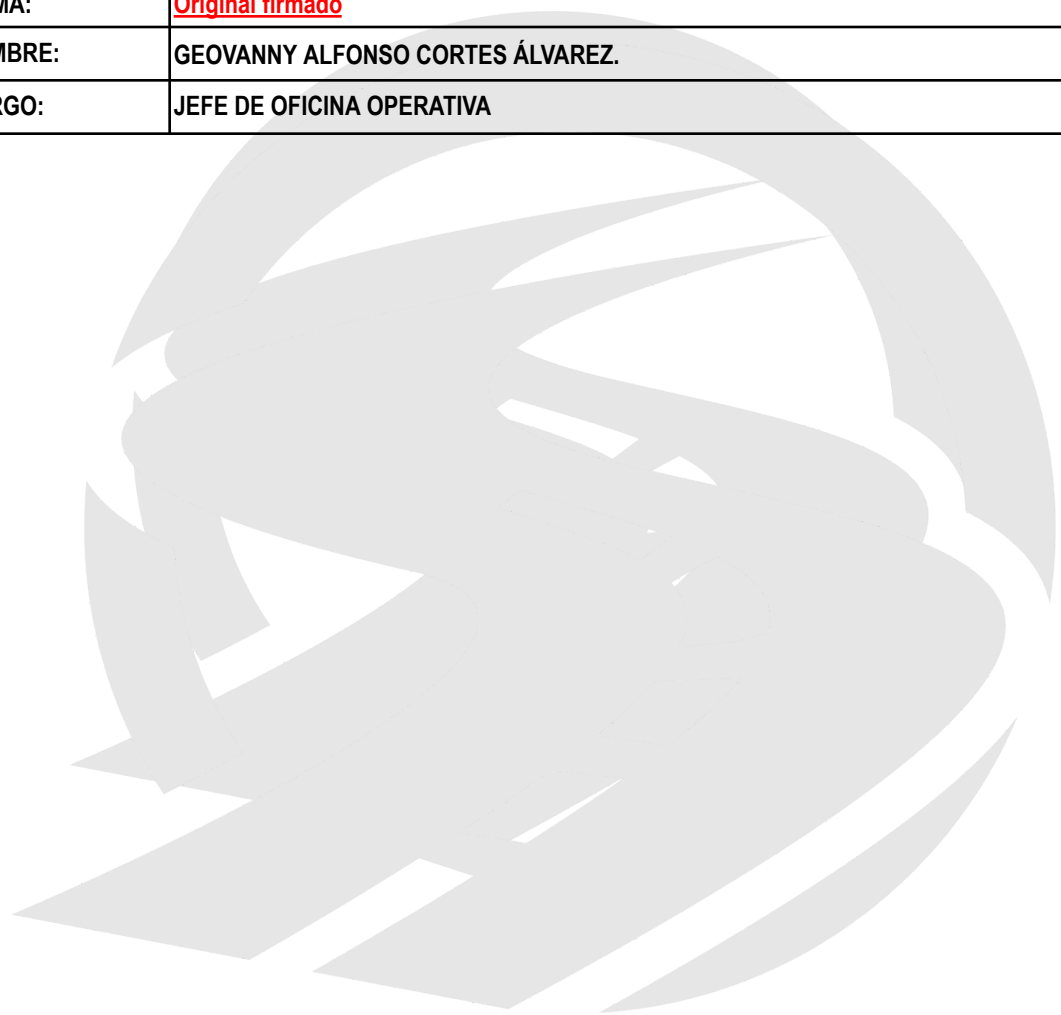 MA: Original firmado
MBRE: GEOVANNY ALFONSO CORTES ÁLVAREZ.
RGO: JEFE DE OFICINA OPERATIVA